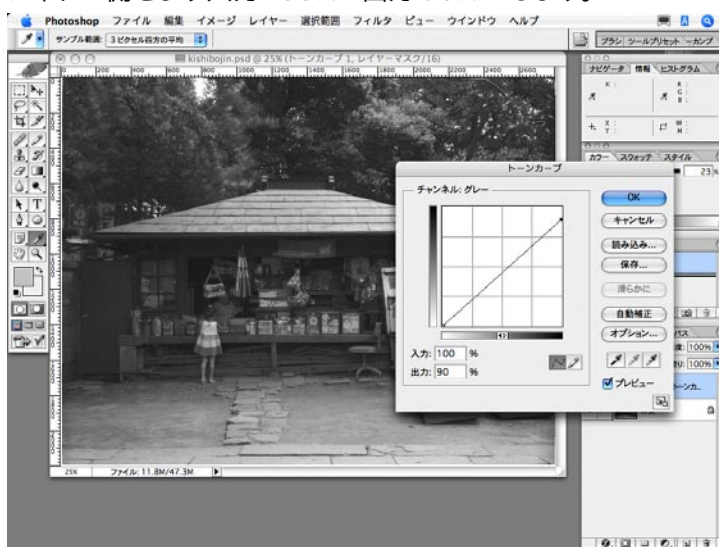 Photoshop ファイル 編集 イメージ レイヤー 選択範囲 フィルタ ビュー ウインドウ ヘルプ
サンプル範囲: 3 ピクセル四方の平均
ブラシ ツールプリセット
kishibojin.psd @ 25% (トーンカーブ 1, レイヤーマスク/16)
ナビゲータ 情報 ヒストグラム
K :
R :
G :
B :
X :
Y :
W :
H :
カラー スウォッチ スタイル
23
トーンカーブ
チャンネル: グレー
OK
キャンセル
読み込み...
保存...
滑らかに
自動補正
オプション...
入力: 100 %
出力: 90 %
プレビュー
パス
100%
100%
25%
ファイル: 11.8M/47.3M